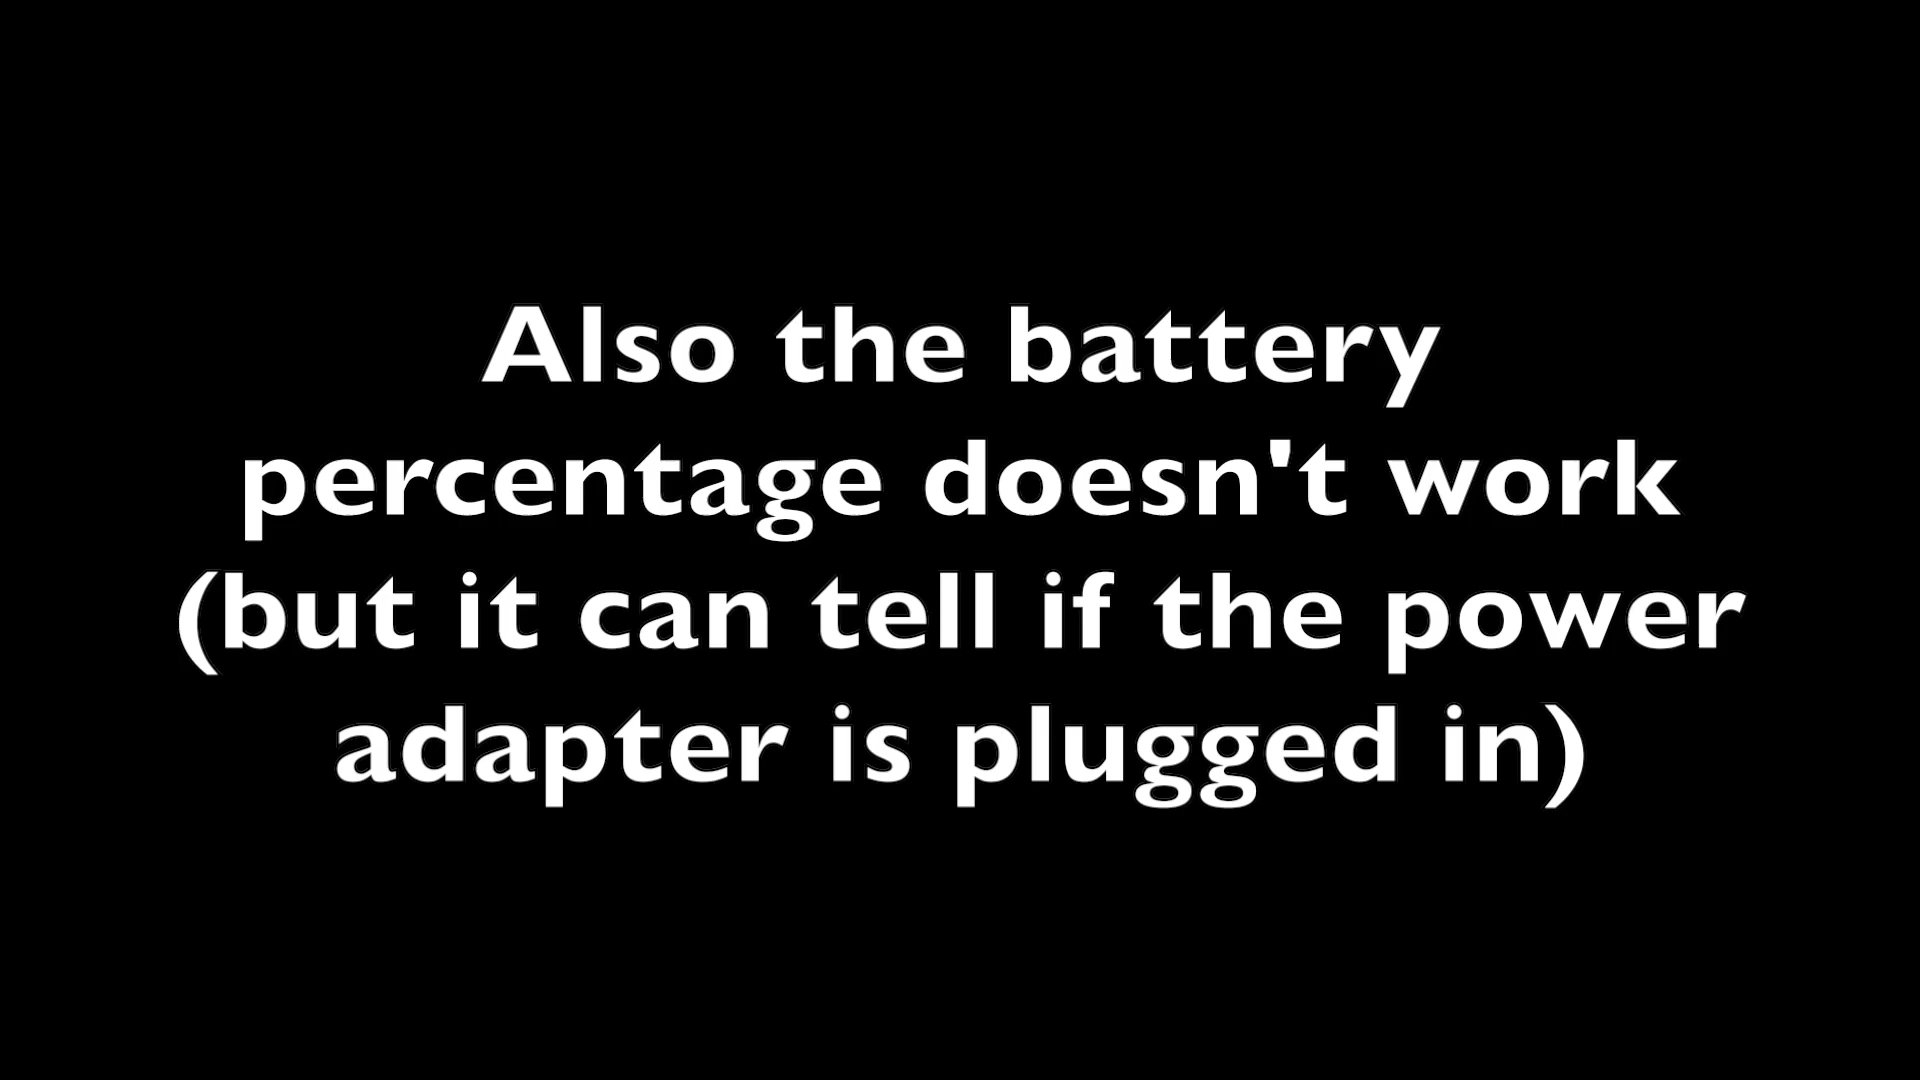 Also the battery
percentage doesn't work
(but it can tell if the power
adapter is plugged in)